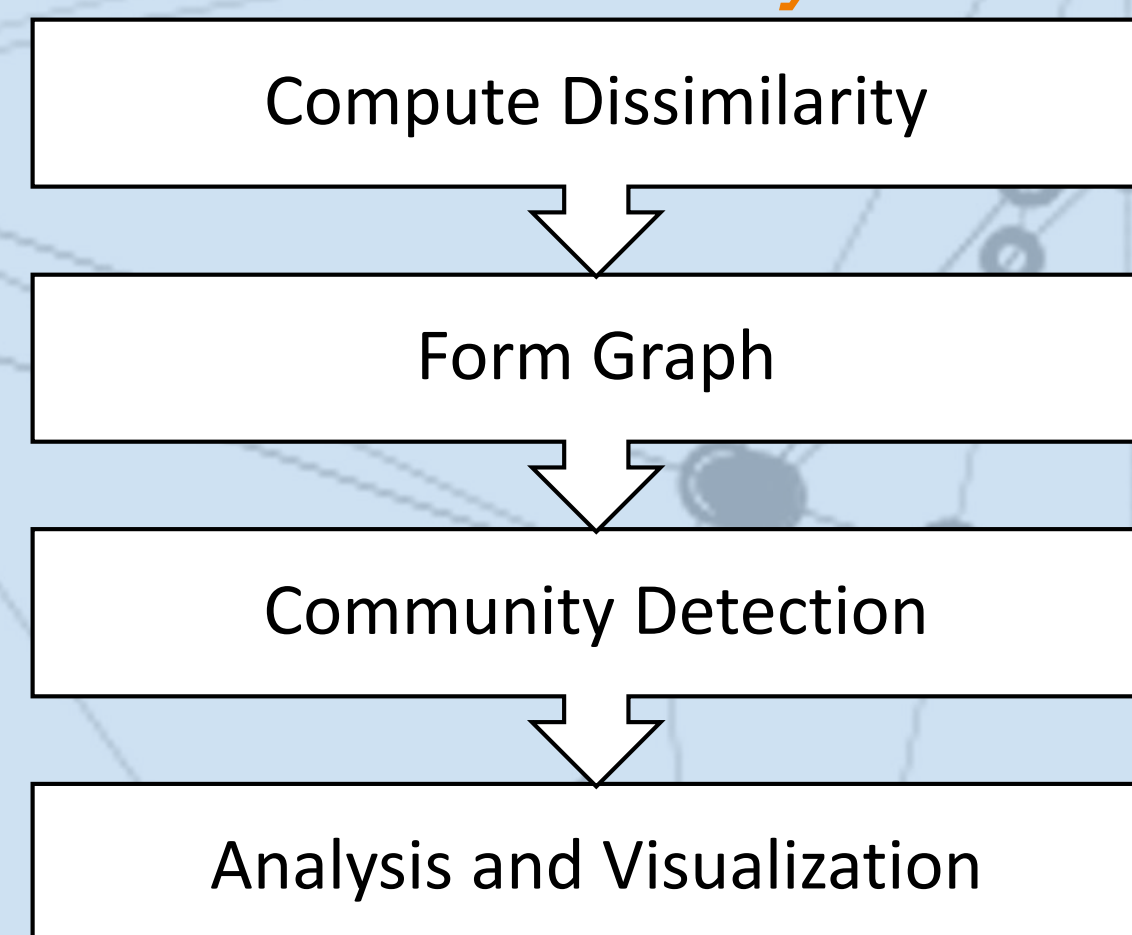 Compute Dissimilarity
Form Graph
Community Detection
Analysis and Visualization